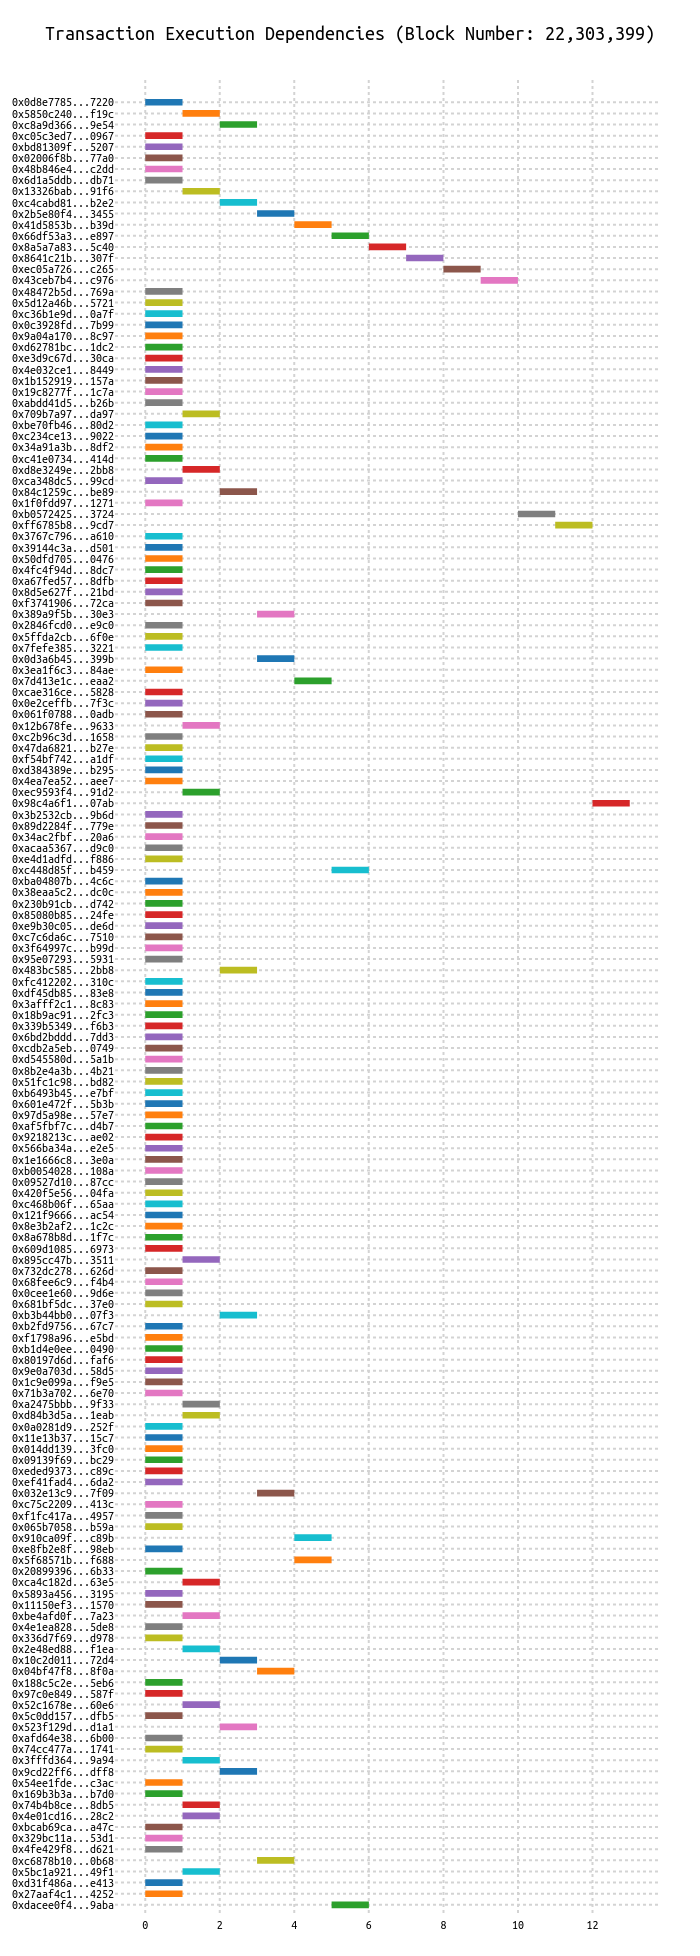 Transaction Execution Dependencies (Block Number: 22,303,399)
0x0d8e7785...7220
0x5850c240...f19c
0xc8a9d366...9e54
0xc05c3ed7...0967
0xbd81309f...5207
0x02006f8b...77a0
0x48b846e4...c2dd
0x6d1a5ddb...db71
0x13326bab...91f6
0xc4cabd81...b2e2
0x2b5e80f4...3455
0x41d5853b...b39d
0x66df53a3...e897
0x8a5a7a83...5c40
0x8641c21b...307f
0xec05a726...c265
0x43ceb7b4...c976
0x48472b5d...769a
0x5d12a46b...5721
0xc36b1e9d...0a7f
0x0c3928fd...7b99
0x9a04a170...8c97
0xd62781bc...1dc2
0xe3d9c67d...30ca
0x4e032ce1...8449
0x1b152919...157a
0x19c8277f...1c7a
0xabdd41d5...b26b
0x709b7a97...da97
0xbe70fb46...80d2
0xc234ce13...9022
0x34a91a3b...8df2
0xc41e0734...414d
0xd8e3249e...2bb8
0xca348dc5...99cd
0x84c1259c...be89
0x1f0fdd97...1271
0xb0572425...3724
0xff6785b8...9cd7
0x3767c796...a610
0x39144c3a...d501
0x50dfd705...0476
0x4fc4f94d...8dc7
0xa67fed57...8dfb
0x8d5e627f...21bd
0xf3741906...72ca
0x389a9f5b...30e3
0x2846fcd0...e9c0
0x5ffda2cb...6f0e
0x7fefe385...3221
0x0d3a6b45...399b
0x3ea1f6c3...84ae
0x7d413e1c...eaa2
0xcae316ce...5828
0x0e2ceffb...7f3c
0x061f0788...0adb
0x12b678fe...9633
0xc2b96c3d...1658
0x47da6821...b27e
0xf54bf742...a1df
0xd384389e...b295
0x4ea7ea52...aee7
0xec9593f4...91d2
0x98c4a6f1...07ab
0x3b2532cb...9b6d
0x89d2284f...779e
0x34ac2fbf...20a6
0xacaa5367...d9c0
0xe4d1adfd...f886
0xc448d85f...b459
0xba04807b...4c6c
0x38eaa5c2...dc0c
0x230b91cb...d742
0x85080b85...24fe
0xe9b30c05...de6d
0xc7c6da6c...7510
0x3f64997c...b99d
0x95e07293...5931
0x483bc585...2bb8
0xfc412202...310c
0xdf45db85...83e8
0x3afff2c1...8c83
0x18b9ac91...2fc3
0x339b5349...f6b3
0x6bd2bddd...7dd3
0xcdb2a5eb...0749
0xd545580d...5a1b
0x8b2e4a3b...4b21
0x51fc1c98...bd82
0xb6493b45...e7bf
0x601e472f...5b3b
0x97d5a98e...57e7
0xaf5fbf7c...d4b7
0x9218213c...ae02
0x566ba34a...e2e5
0x1e1666c8...3e0a
0xb0054028...108a
0x09527d10...87cc
0x420f5e56...04fa
0xc468b06f...65aa
0x121f9666...ac54
0x8e3b2af2...1c2c
0x8a678b8d...1f7c
0x609d1085...6973
0x895cc47b...3511
0x732dc278...626d
0x68fee6c9...f4b4
0x0cee1e60...9d6e
0x681bf5dc...37e0
0xb3b44bb0...07f3
0xb2fd9756...67c7
0xf1798a96...e5bd
0xb1d4e0ee...0490
0x80197d6d...faf6
0x9e0a703d...58d5
0x1c9e099a...f9e5
0x71b3a702...6e70
0xa2475bbb...9f33
0xd84b3d5a...1eab
0x0a0281d9...252f
0x11e13b37...15c7
0x014dd139...3fc0
0x09139f69...bc29
0xeded9373...c89c
0xef41fad4...6da2
0x032e13c9...7f09
0xc75c2209...413c
0xf1fc417a...4957
0x065b7058...b59a
0x910ca09f...c89b
0xe8fb2e8f...98eb
0x5f68571b...f688
0x20899396...6b33
0xca4c182d...63e5
0x5893a456...3195
0x11150ef3...1570
0xbe4afd0f...7a23
0x4e1ea828...5de8
0x336d7f69...d978
0x2e48ed88...f1ea
0x10c2d011...72d4
0x04bf47f8...8f0a
0x188c5c2e...5eb6
0x97c0e849...587f
0x52c1678e...60e6
0x5c0dd157...dfb5
0x523f129d...d1a1
0xafd64e38...6b00
0x74cc477a...1741
0x3fffd364...9a94
0x9cd22ff6...dff8
0x54ee1fde...c3ac
0x169b3b3a...b7d0
0x74b4b8ce...8db5
0x4e01cd16...28c2
0xbcab69ca...a47c
0x329bc11a...53d1
0x4fe429f8...d621
0xc6878b10...0b68
0x5bc1a921...49f1
0xd31f486a...e413
0x27aaf4c1...4252
0xdacee0f4...9aba
0 2 4 6 8 10 12